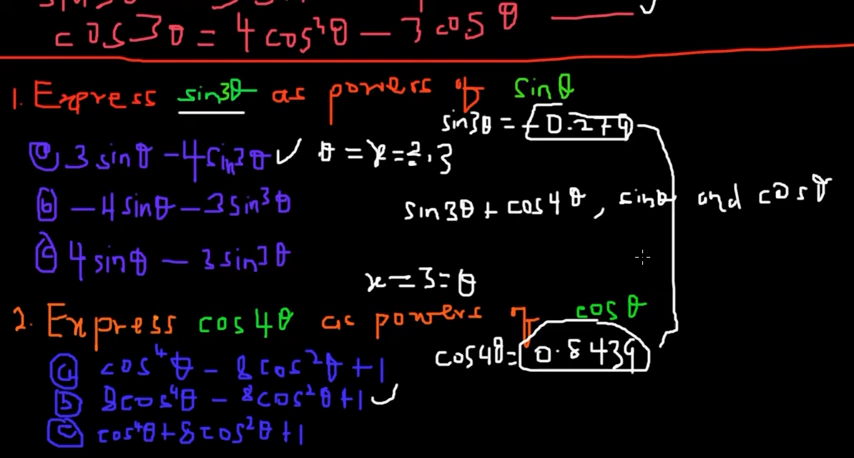 cos3θ = 4cos³θ - 3cosθ
1. Express sin3θ as powers of sinθ
sin3θ = -0.279
(a) 3sinθ - 4sin³θ ✓ θ = x = 2.3
(b) -4sinθ - 3sin³θ
sin3θ + cos4θ, sinθ and cosθ
(c) 4sinθ - 3sin³θ
x = 3 = θ
2. Express cos4θ as powers of cosθ
cos4θ = 0.8439
(a) cos⁴θ - 8cos²θ + 1
(b) 8cos⁴θ - 8cos²θ + 1 ✓
(c) cos⁴θ + 8cos²θ + 1